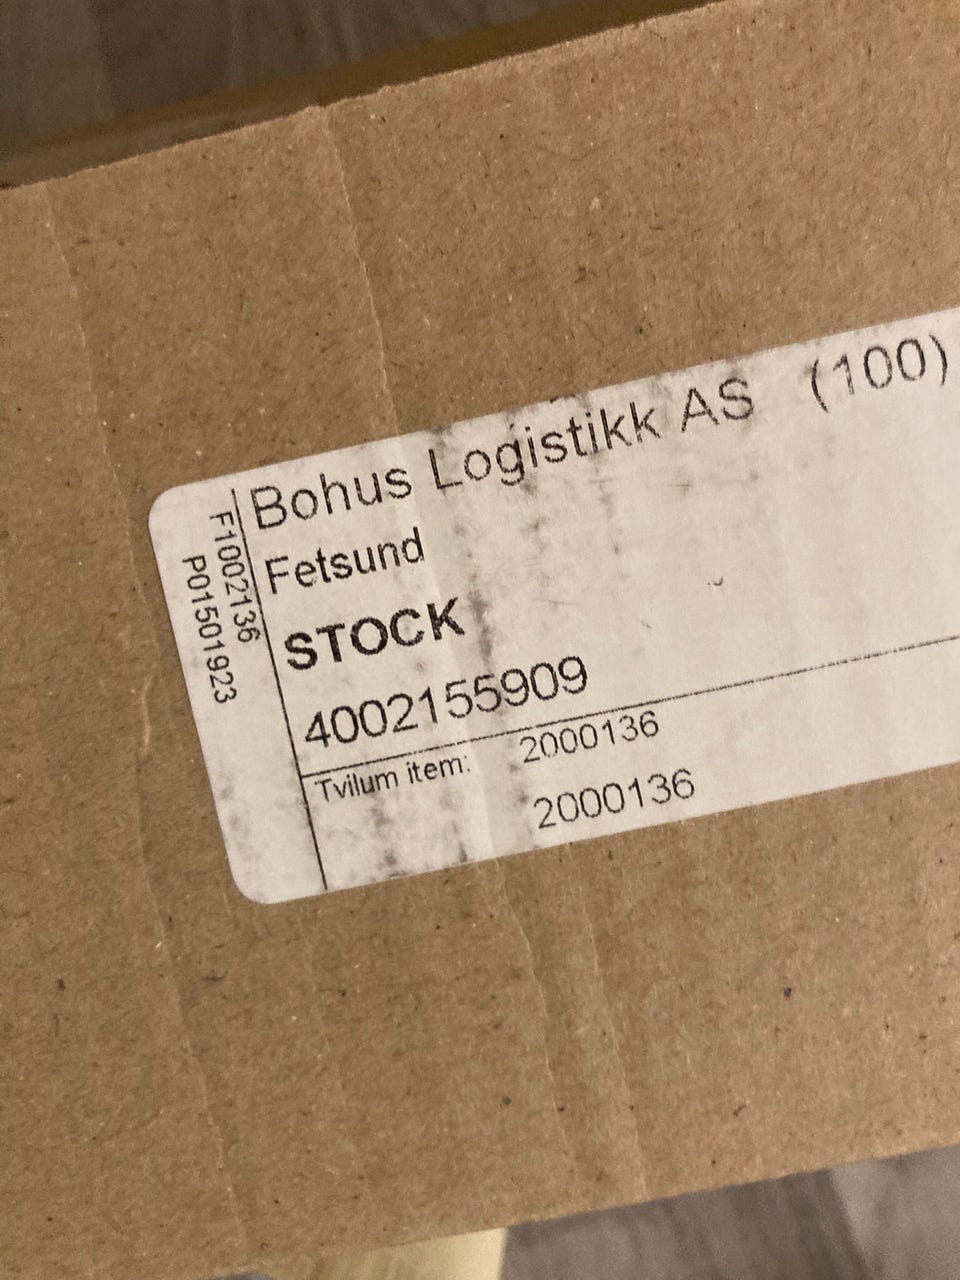 Bohus Logistikk AS (100)
Fetsund
STOCK
4002155909
Tvilum item: 2000136
2000136
F1002136
P01501923